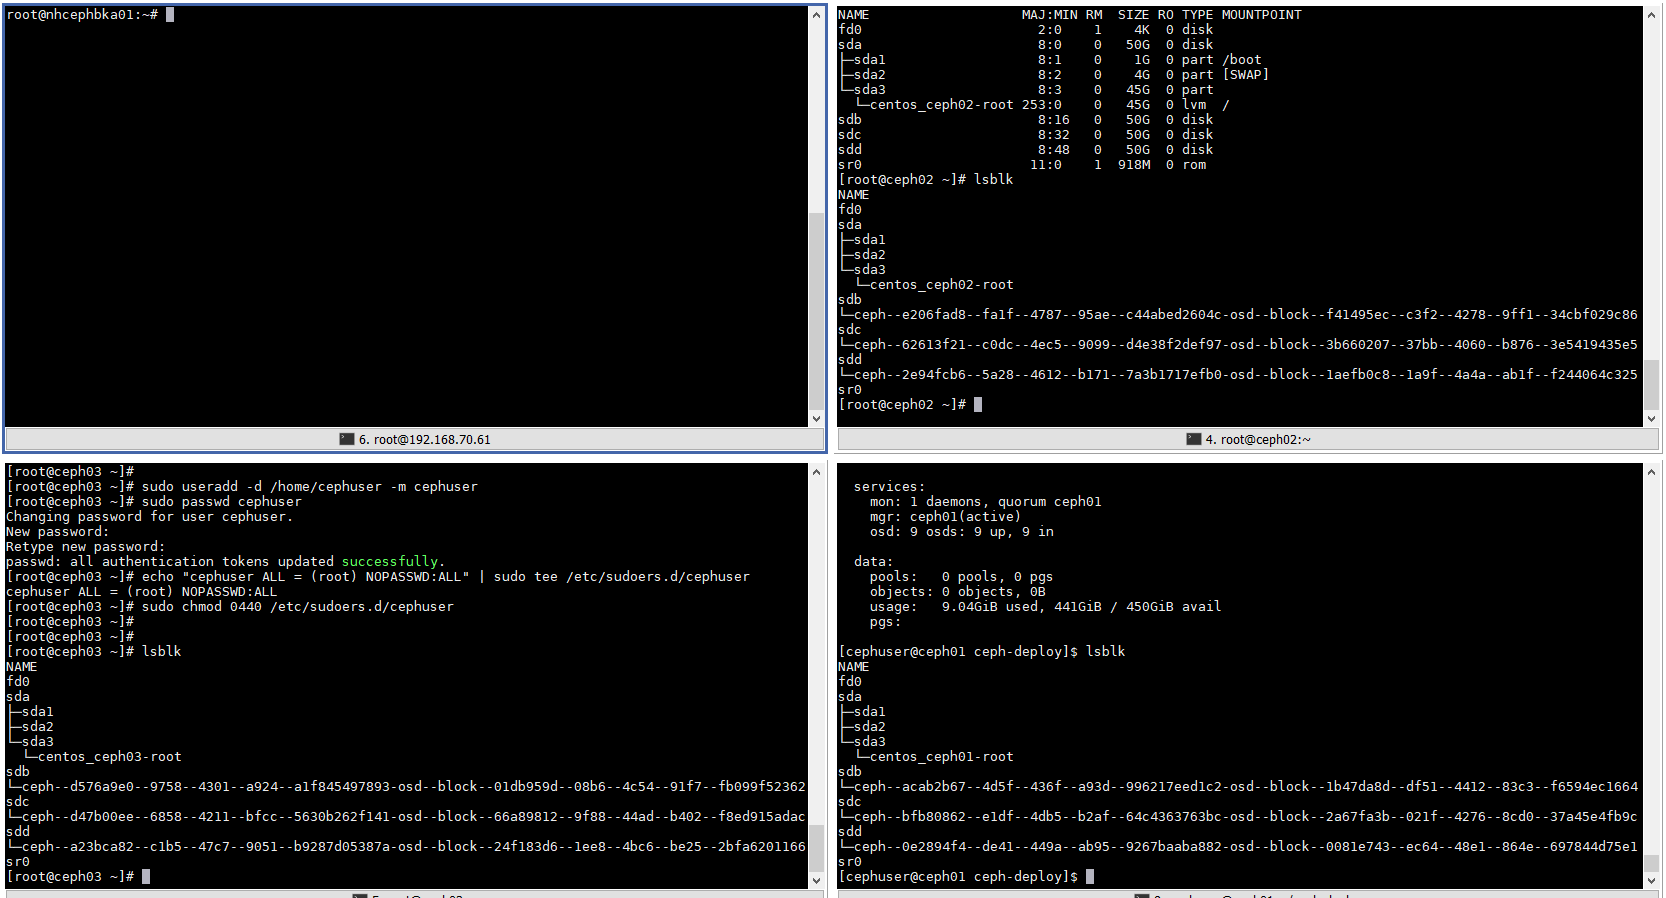 root@nhcephbka01:~#
6. root@192.168.70.61
NAME                   MAJ:MIN RM  SIZE RO TYPE MOUNTPOINT
fd0                      2:0    1    4K  0 disk
sda                      8:0    0   50G  0 disk
├─sda1                   8:1    0    1G  0 part /boot
├─sda2                   8:2    0    4G  0 part [SWAP]
└─sda3                   8:3    0   45G  0 part
  └─centos_ceph02-root 253:0    0   45G  0 lvm  /
sdb                      8:16   0   50G  0 disk
sdc                      8:32   0   50G  0 disk
sdd                      8:48   0   50G  0 disk
sr0                     11:0    1  918M  0 rom
[root@ceph02 ~]# lsblk
NAME
fd0
sda
├─sda1
├─sda2
└─sda3
  └─centos_ceph02-root
sdb
└─ceph--e206fad8--fa1f--4787--95ae--c44abed2604c-osd--block--f41495ec--c3f2--4278--9ff1--34cbf029c86
sdc
└─ceph--62613f21--c0dc--4ec5--9099--d4e38f2def97-osd--block--3b660207--37bb--4060--b876--3e5419435e5
sdd
└─ceph--2e94fcb6--5a28--4612--b171--7a3b1717efb0-osd--block--1aefb0c8--1a9f--4a4a--ab1f--f244064c325
sr0
[root@ceph02 ~]#
4. root@ceph02:~
[root@ceph03 ~]#
[root@ceph03 ~]# sudo useradd -d /home/cephuser -m cephuser
[root@ceph03 ~]# sudo passwd cephuser
Changing password for user cephuser.
New password:
Retype new password:
passwd: all authentication tokens updated successfully.
[root@ceph03 ~]# echo "cephuser ALL = (root) NOPASSWD:ALL" | sudo tee /etc/sudoers.d/cephuser
cephuser ALL = (root) NOPASSWD:ALL
[root@ceph03 ~]# sudo chmod 0440 /etc/sudoers.d/cephuser
[root@ceph03 ~]#
[root@ceph03 ~]#
[root@ceph03 ~]# lsblk
NAME
fd0
sda
├─sda1
├─sda2
└─sda3
  └─centos_ceph03-root
sdb
└─ceph--d576a9e0--9758--4301--a924--a1f845497893-osd--block--01db959d--08b6--4c54--91f7--fb099f52362
sdc
└─ceph--d47b00ee--6858--4211--bfcc--5630b262f141-osd--block--66a89812--9f88--44ad--b402--f8ed915adac
sdd
└─ceph--a23bca82--c1b5--47c7--9051--b9287d05387a-osd--block--24f183d6--1ee8--4bc6--be25--2bfa6201166
sr0
[root@ceph03 ~]#
  services:
    mon: 1 daemons, quorum ceph01
    mgr: ceph01(active)
    osd: 9 osds: 9 up, 9 in
  data:
    pools:   0 pools, 0 pgs
    objects: 0 objects, 0B
    usage:   9.04GiB used, 441GiB / 450GiB avail
    pgs:
[cephuser@ceph01 ceph-deploy]$ lsblk
NAME
fd0
sda
├─sda1
├─sda2
└─sda3
  └─centos_ceph01-root
sdb
└─ceph--acab2b67--4d5f--436f--a93d--996217eed1c2-osd--block--1b47da8d--df51--4412--83c3--f6594ec1664
sdc
└─ceph--bfb80862--e1df--4db5--b2af--64c4363763bc-osd--block--2a67fa3b--021f--4276--8cd0--37a45e4fb9c
sdd
└─ceph--0e2894f4--de41--449a--ab95--9267baaba882-osd--block--0081e743--ec64--48e1--864e--697844d75e1
sr0
[cephuser@ceph01 ceph-deploy]$